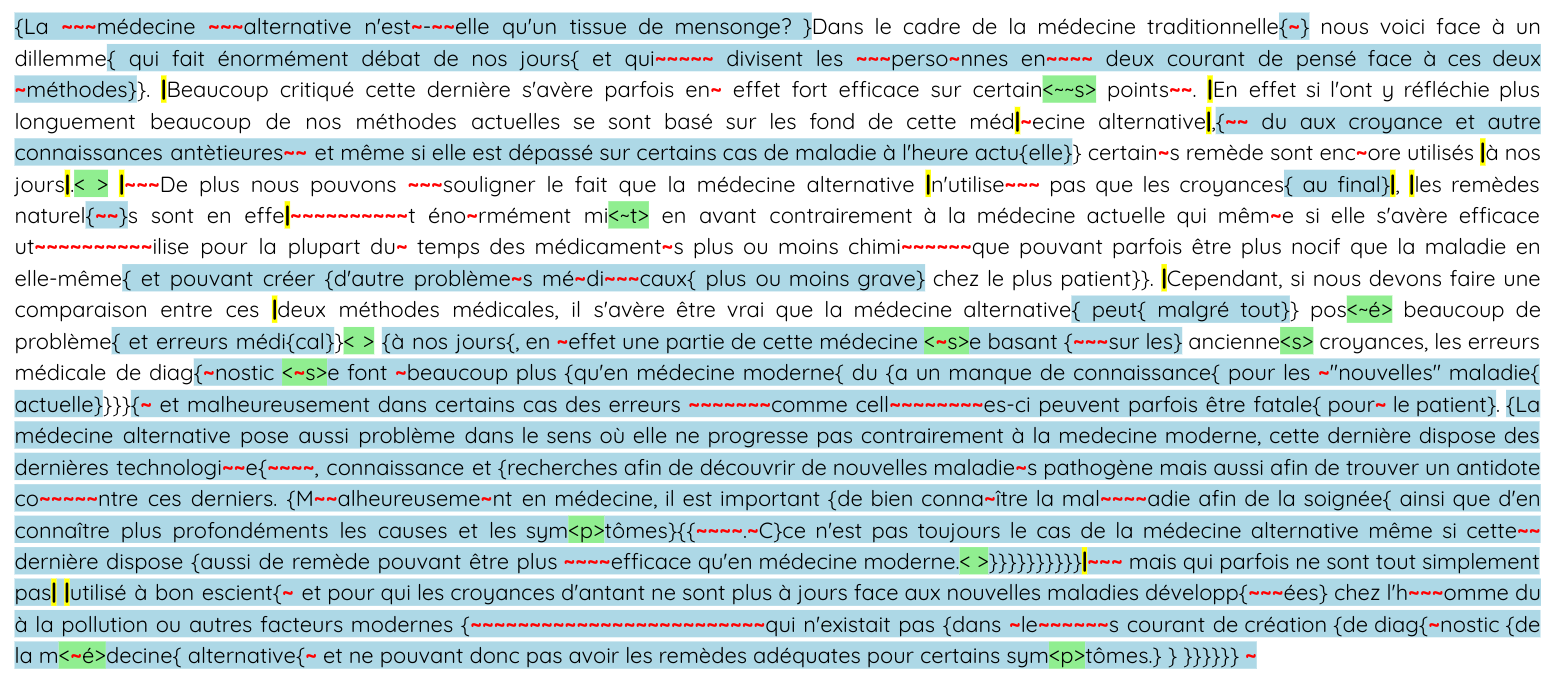 {La ~~~médecine ~~~alternative n'est~-~~elle qu'un tissue de mensonge? }Dans le cadre de la médecine traditionnelle{~} nous voici face à un
dillemme{ qui fait énormément débat de nos jours{ et qui~~~~~ divisent les ~~~perso~nnes en~~~~ deux courant de pensé face à ces deux
~méthodes}}. |Beaucoup critiqué cette dernière s'avère parfois en~ effet fort efficace sur certain<~~s> points~~. |En effet si l'ont y réfléchie plus
longuement beaucoup de nos méthodes actuelles se sont basé sur les fond de cette méd|~ecine alternative|,{~~ du aux croyance et autre
connaissances antètieures~~ et même si elle est dépassé sur certains cas de maladie à l'heure actu{elle}} certain~s remède sont enc~ore utilisés |à nos
jours|.< > |~~~De plus nous pouvons ~~~souligner le fait que la médecine alternative |n'utilise~~~ pas que les croyances{ au final}|, |les remèdes
naturel{~~}s sont en effe|~~~~~~~~~~t éno~rmément mi<~t> en avant contrairement à la médecine actuelle qui mêm~e si elle s'avère efficace
ut~~~~~~~~~~ilise pour la plupart du~ temps des médicament~s plus ou moins chimi~~~~~~que pouvant parfois être plus nocif que la maladie en
elle-même{ et pouvant créer {d'autre problème~s mé~di~~~caux{ plus ou moins grave} chez le plus patient}}. |Cependant, si nous devons faire une
comparaison entre ces |deux méthodes médicales, il s'avère être vrai que la médecine alternative{ peut{ malgré tout}} pos<~é> beaucoup de
problème{ et erreurs médi{cal}}< > {à nos jours{, en ~effet une partie de cette médecine <~s>e basant {~~~sur les} ancienne<s> croyances, les erreurs
médicale de diag{~nostic <~s>e font ~beaucoup plus {qu'en médecine moderne{ du {a un manque de connaissance{ pour les ~"nouvelles" maladie{
actuelle}}}}{~ et malheureusement dans certains cas des erreurs ~~~~~~~comme cell~~~~~~~~es-ci peuvent parfois être fatale{ pour~ le patient}. {La
médecine alternative pose aussi problème dans le sens où elle ne progresse pas contrairement à la medecine moderne, cette dernière dispose des
dernières technologi~~e{~~~~, connaissance et {recherches afin de découvrir de nouvelles maladie~s pathogène mais aussi afin de trouver un antidote
co~~~~~ntre ces derniers. {M~~alheureuseme~nt en médecine, il est important {de bien conna~ître la mal~~~~adie afin de la soignée{ ainsi que d'en
connaître plus profondéments les causes et les sym<p>tômes}{{~~~~.~C}ce n'est pas toujours le cas de la médecine alternative même si cette~~
dernière dispose {aussi de remède pouvant être plus ~~~~efficace qu'en médecine moderne.< >}}}}}}}}}}|~~~ mais qui parfois ne sont tout simplement
pas| |utilisé à bon escient{~ et pour qui les croyances d'antant ne sont plus à jours face aux nouvelles maladies développ{~~~ées} chez l'h~~~omme du
à la pollution ou autres facteurs modernes {~~~~~~~~~~~~~~~~~~~~~~~~~qui n'existait pas {dans ~le~~~~~~s courant de création {de diag{~nostic {de
la m<~é>decine{ alternative{~ et ne pouvant donc pas avoir les remèdes adéquates pour certains sym<p>tômes.} } }}}}}} ~